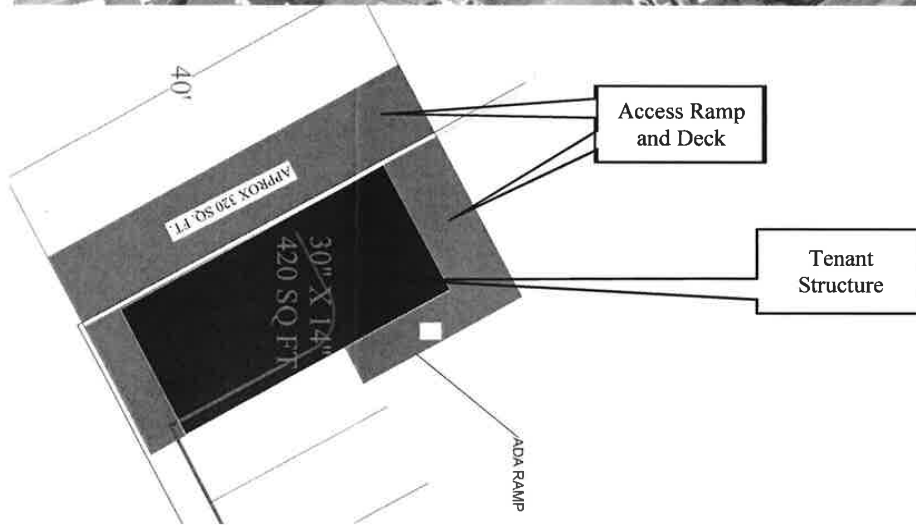 40'
Access Ramp
and Deck
APPROX 320 SQ. FT.
30" X 14"
420 SQ FT
Tenant
Structure
ADA RAMP